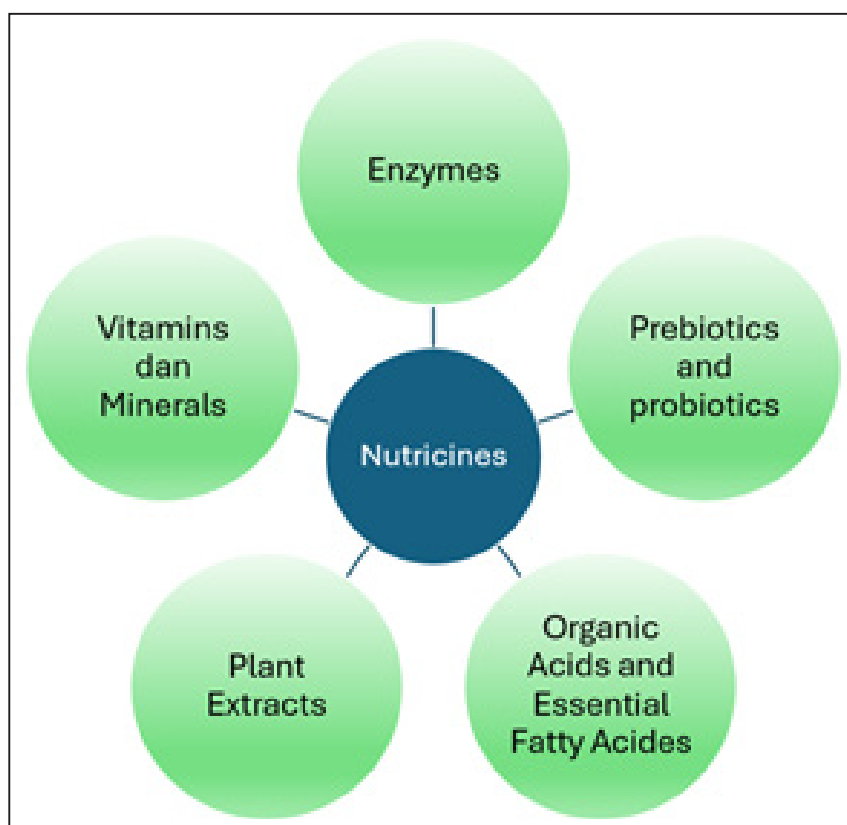 Enzymes
Vitamins
dan
Minerals
Prebiotics
and
probiotics
Nutricines
Plant
Extracts
Organic
Acids and
Essential
Fatty Acides